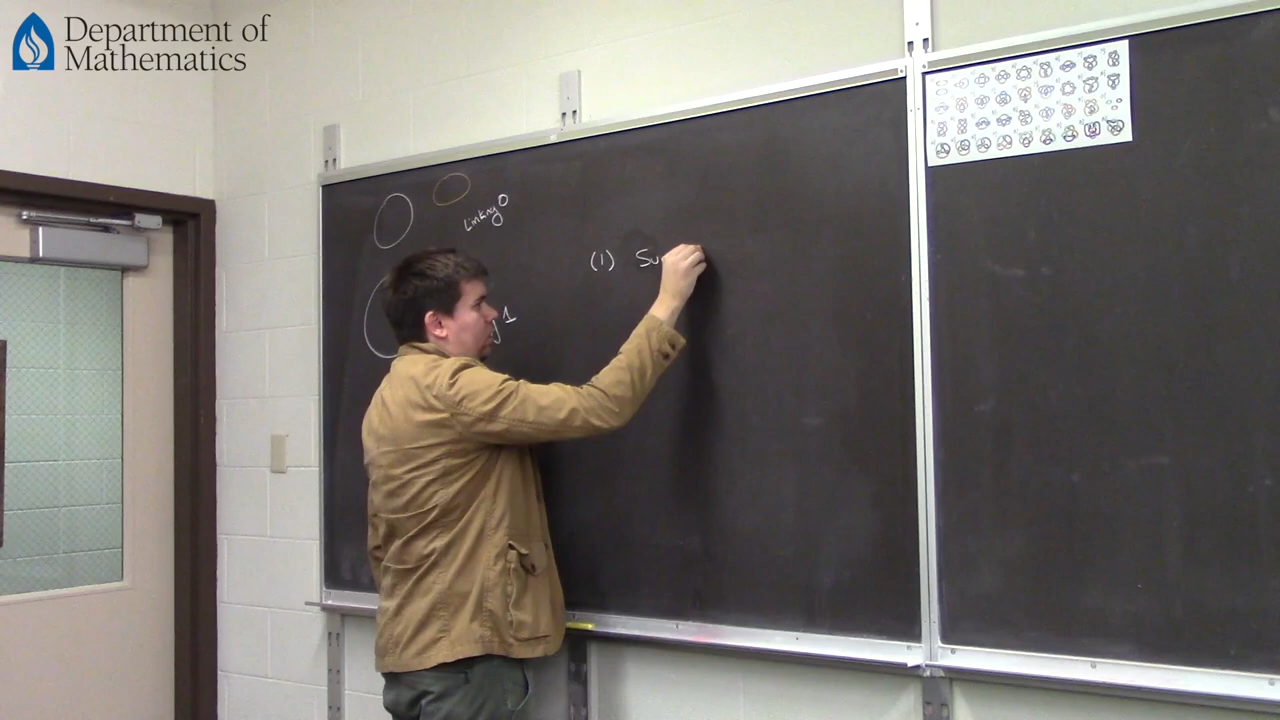 Department of
Mathematics
Linking 0
1
(1) Su